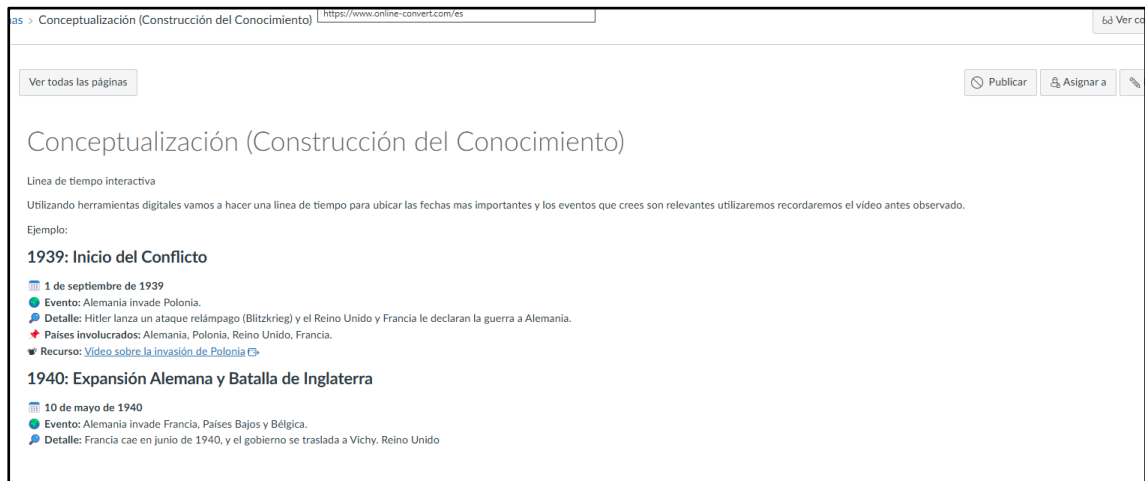 as > Conceptualización (Construcción del Conocimiento)
https://www.online-convert.com/es
Ver co
Ver todas las páginas
Publicar
Asignar a
Conceptualización (Construcción del Conocimiento)
Linea de tiempo interactiva
Utilizando herramientas digitales vamos a hacer una linea de tiempo para ubicar las fechas mas importantes y los eventos que crees son relevantes utilizaremos recordaremos el vídeo antes observado.
Ejemplo:
1939: Inicio del Conflicto
1 de septiembre de 1939
Evento: Alemania invade Polonia.
Detalle: Hitler lanza un ataque relámpago (Blitzkrieg) y el Reino Unido y Francia le declaran la guerra a Alemania.
Países involucrados: Alemania, Polonia, Reino Unido, Francia.
Recurso: Vídeo sobre la invasión de Polonia
1940: Expansión Alemana y Batalla de Inglaterra
10 de mayo de 1940
Evento: Alemania invade Francia, Países Bajos y Bélgica.
Detalle: Francia cae en junio de 1940, y el gobierno se traslada a Vichy. Reino Unido